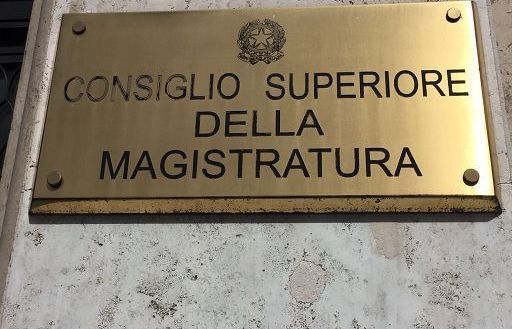 CONSIGLIO SUPERIORE
DELLA
MAGISTRATURA